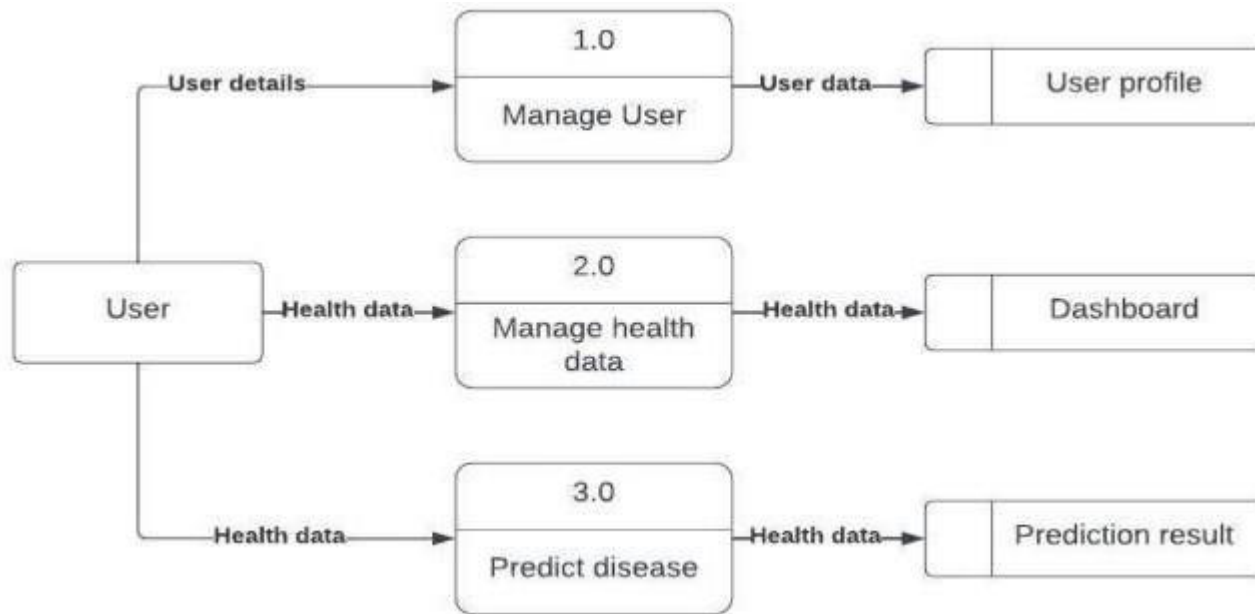 1.0
User details
User data
User profile
Manage User
2.0
User
Health data
Health data
Dashboard
Manage health
data
3.0
Health data
Health data
Prediction result
Predict disease